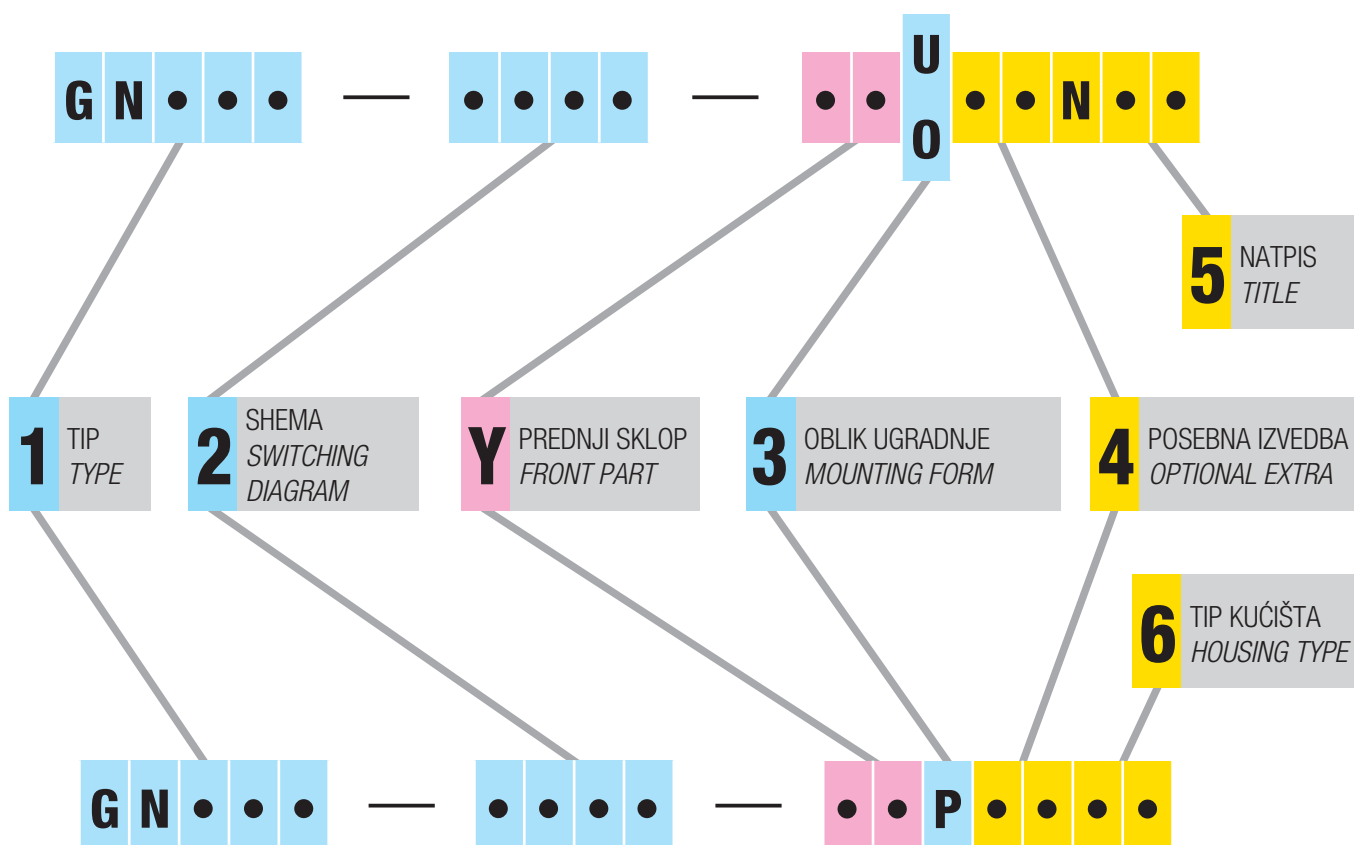 GN••• — •••• — ••U••N••
O
5 NATPIS
TITLE
1 TIP
TYPE
2 SHEMA
SWITCHING
DIAGRAM
Y PREDNJI SKLOP
FRONT PART
3 OBLIK UGRADNJE
MOUNTING FORM
4 POSEBNA IZVEDBA
OPTIONAL EXTRA
6 TIP KUĆIŠTA
HOUSING TYPE
GN••• — •••• — ••P••••